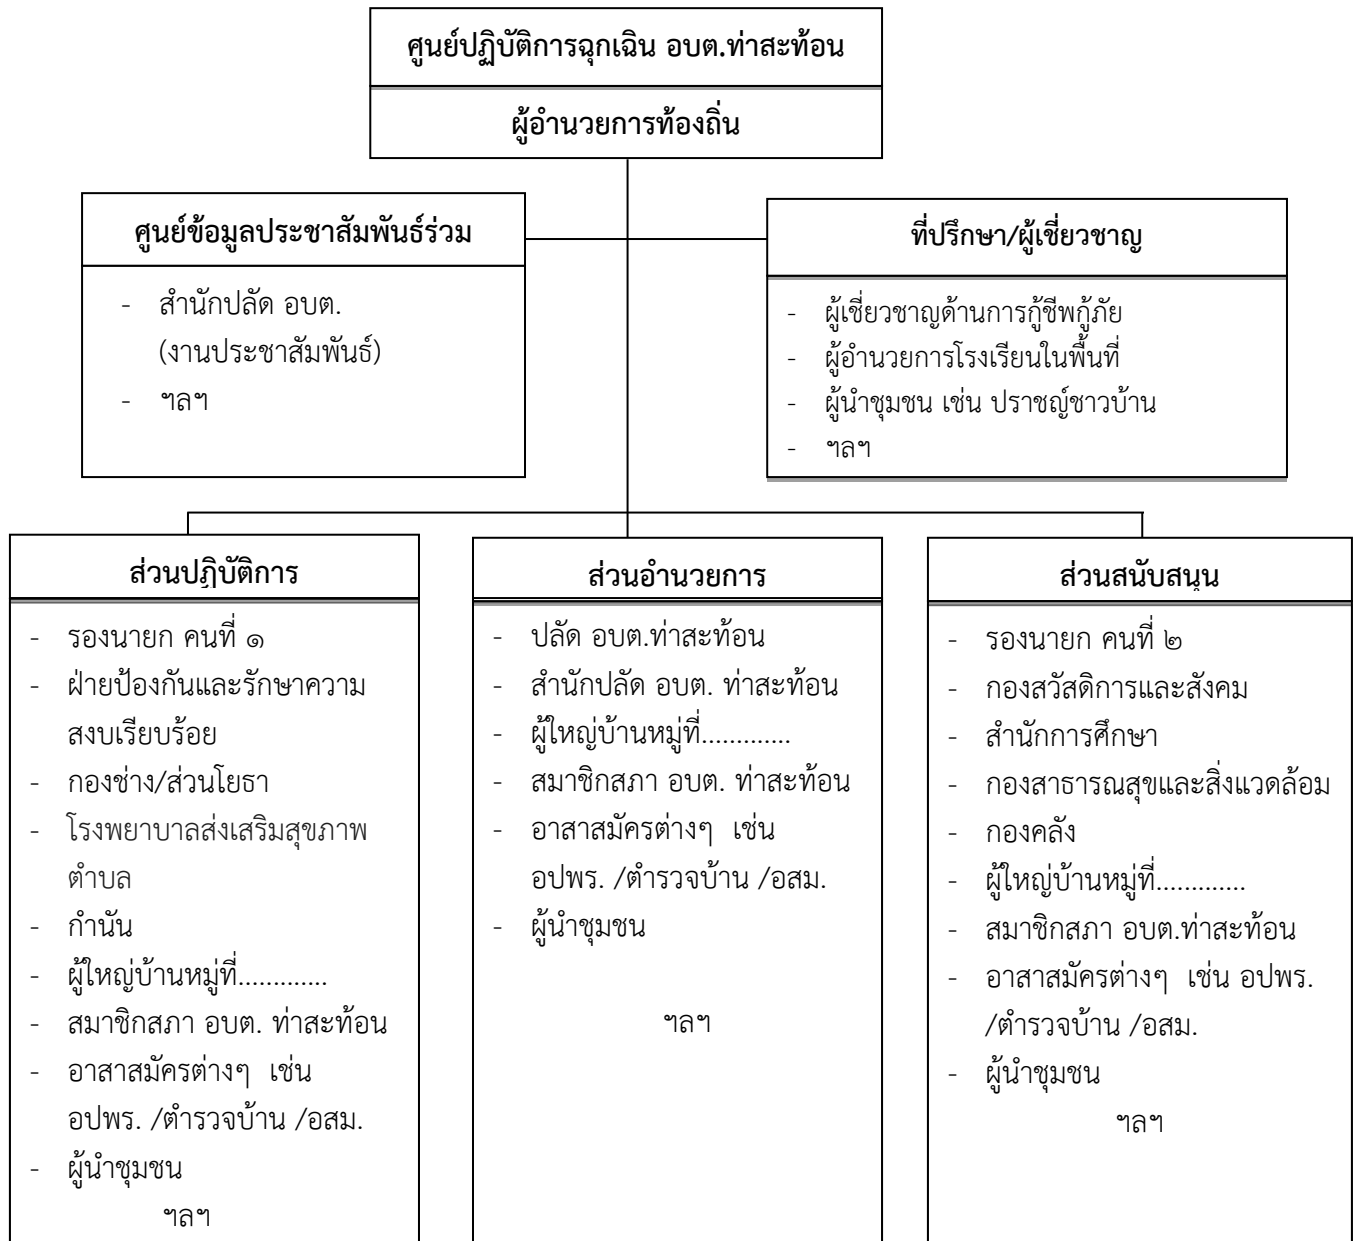 ศูนย์ปฏิบัติการฉุกเฉิน อบต.ท่าสะท้อน
ผู้อำนวยการท้องถิ่น
ศูนย์ข้อมูลประชาสัมพันธ์ร่วม
- สำนักปลัด อบต.
(งานประชาสัมพันธ์)
- ฯลฯ
ที่ปรึกษา/ผู้เชี่ยวชาญ
- ผู้เชี่ยวชาญด้านการกู้ชีพกู้ภัย
- ผู้อำนวยการโรงเรียนในพื้นที่
- ผู้นำชุมชน เช่น ปราชญ์ชาวบ้าน
- ฯลฯ
ส่วนปฏิบัติการ
- รองนายก คนที่ ๑
- ฝ่ายป้องกันและรักษาความ
สงบเรียบร้อย
- กองช่าง/ส่วนโยธา
- โรงพยาบาลส่งเสริมสุขภาพ
ตำบล
- กำนัน
- ผู้ใหญ่บ้านหมู่ที่.............
- สมาชิกสภา อบต. ท่าสะท้อน
- อาสาสมัครต่างๆ เช่น
อปพร. /ตำรวจบ้าน /อสม.
- ผู้นำชุมชน
ฯลฯ
ส่วนอำนวยการ
- ปลัด อบต.ท่าสะท้อน
- สำนักปลัด อบต. ท่าสะท้อน
- ผู้ใหญ่บ้านหมู่ที่.............
- สมาชิกสภา อบต. ท่าสะท้อน
- อาสาสมัครต่างๆ เช่น
อปพร. /ตำรวจบ้าน /อสม.
- ผู้นำชุมชน
ฯลฯ
ส่วนสนับสนุน
- รองนายก คนที่ ๒
- กองสวัสดิการและสังคม
- สำนักการศึกษา
- กองสาธารณสุขและสิ่งแวดล้อม
- กองคลัง
- ผู้ใหญ่บ้านหมู่ที่.............
- สมาชิกสภา อบต.ท่าสะท้อน
- อาสาสมัครต่างๆ เช่น อปพร.
/ตำรวจบ้าน /อสม.
- ผู้นำชุมชน
ฯลฯ